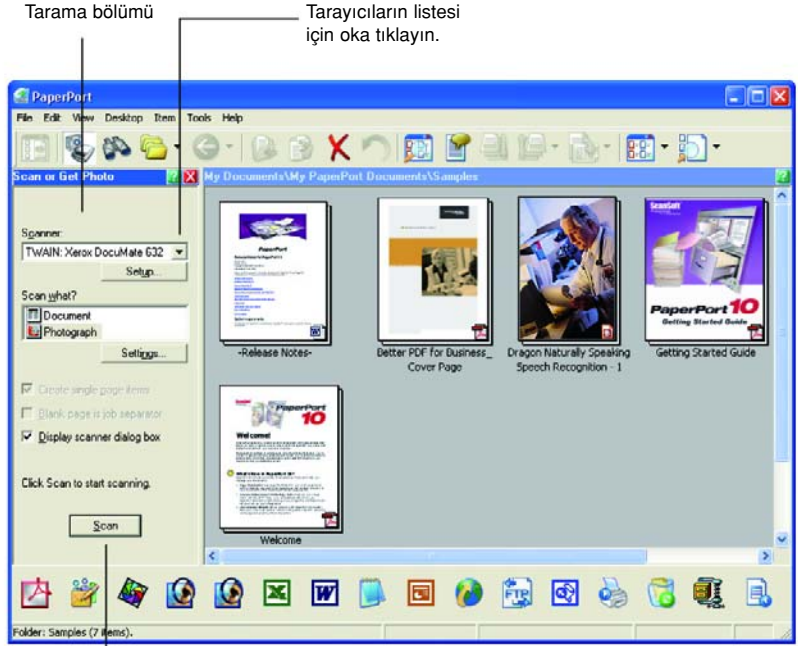 Tarama bölümü
Tarayıcıların listesi
için oka tıklayın.
PaperPort
File Edit View Desktop Item Tools Help
Scan or Get Photo
My Documents\My PaperPort Documents\Samples
Scanner:
TWAIN: Xerox DocuMate 632
Setup...
Scan what?
Document
Photograph
Settings...
Create single page items
Blank page is job separator
Display scanner dialog box
Click Scan to start scanning.
Scan
PaperPort
-Release Notes-
Better PDF for Business_
Cover Page
Dragon Naturally Speaking
Speech Recognition - 1
ScanSoft
PaperPort 10
Getting Started Guide
Getting Started Guide
PaperPort
10
Welcome!
Welcome
FTP
Folder: Samples (7 items).